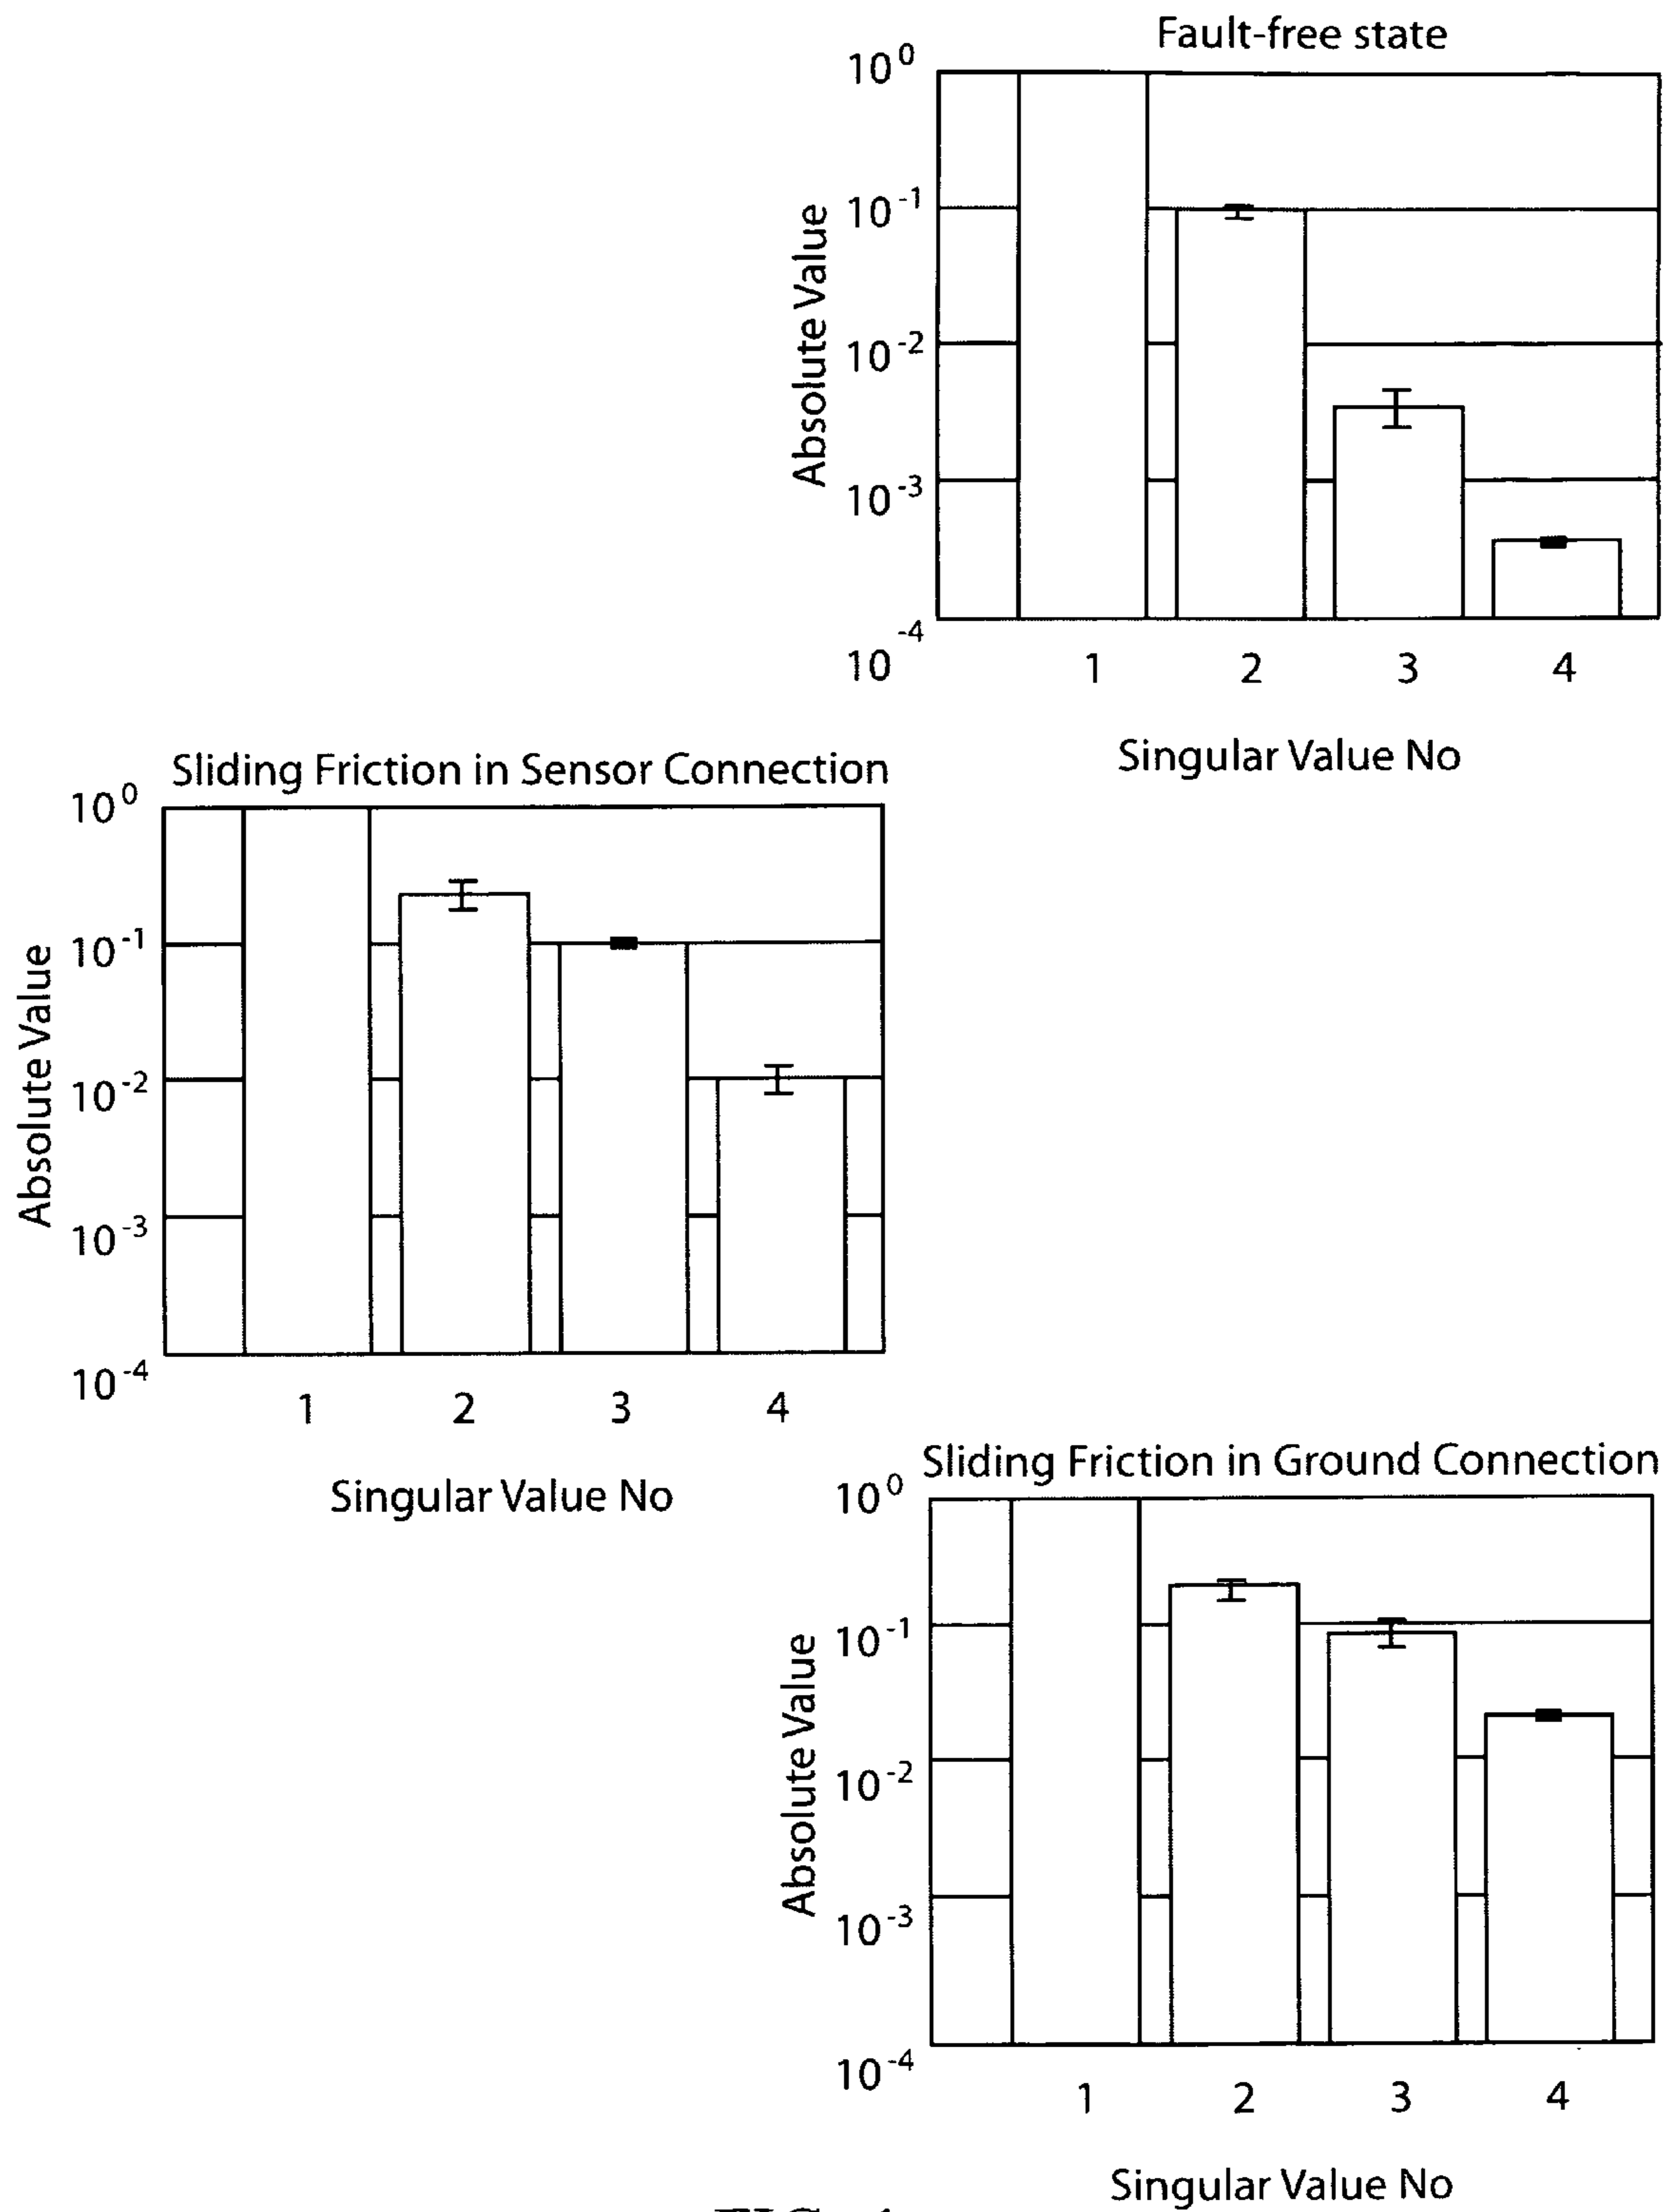 Fault-free state
Absolute Value
10^0
10^-1
10^-2
10^-3
10^-4
1 2 3 4
Singular Value No
Sliding Friction in Sensor Connection
Absolute Value
10^0
10^-1
10^-2
10^-3
10^-4
1 2 3 4
Singular Value No
Sliding Friction in Ground Connection
Absolute Value
10^0
10^-1
10^-2
10^-3
10^-4
1 2 3 4
Singular Value No